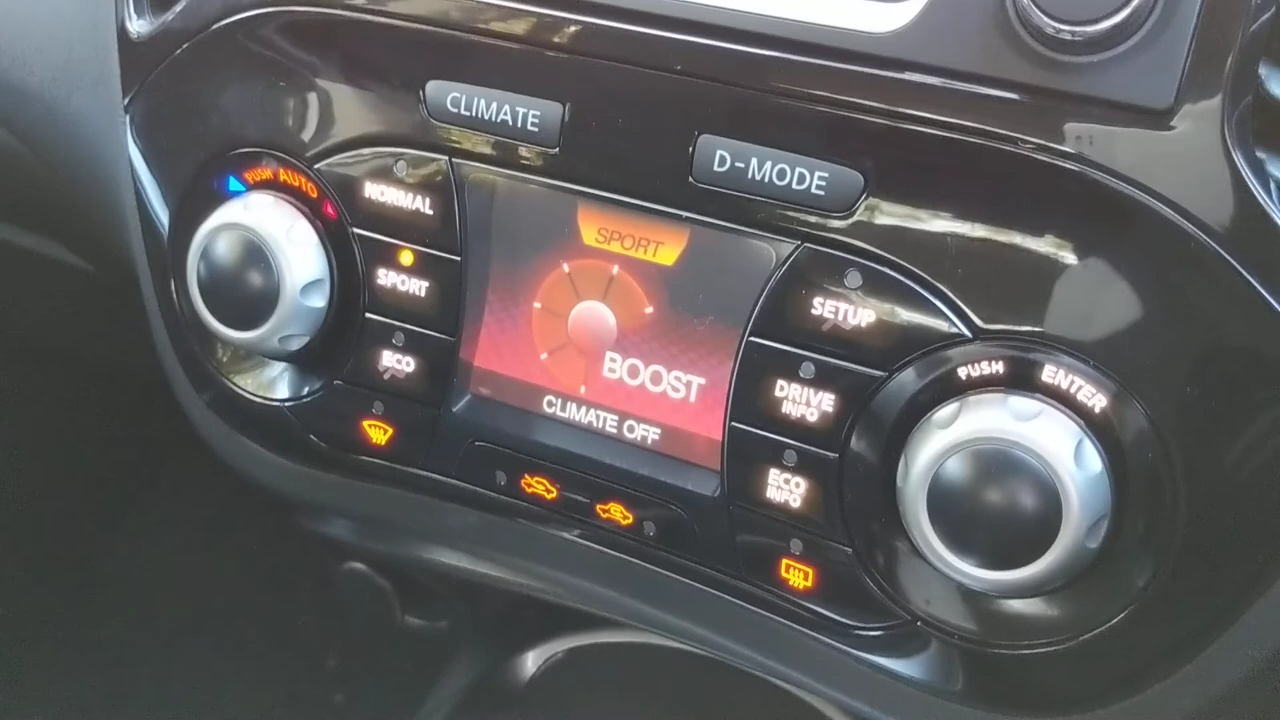 CLIMATE
D-MODE
PUSH AUTO
NORMAL
SPORT
ECO
SPORT
BOOST
CLIMATE OFF
SETUP
DRIVE
INFO
ECO
INFO
PUSH ENTER